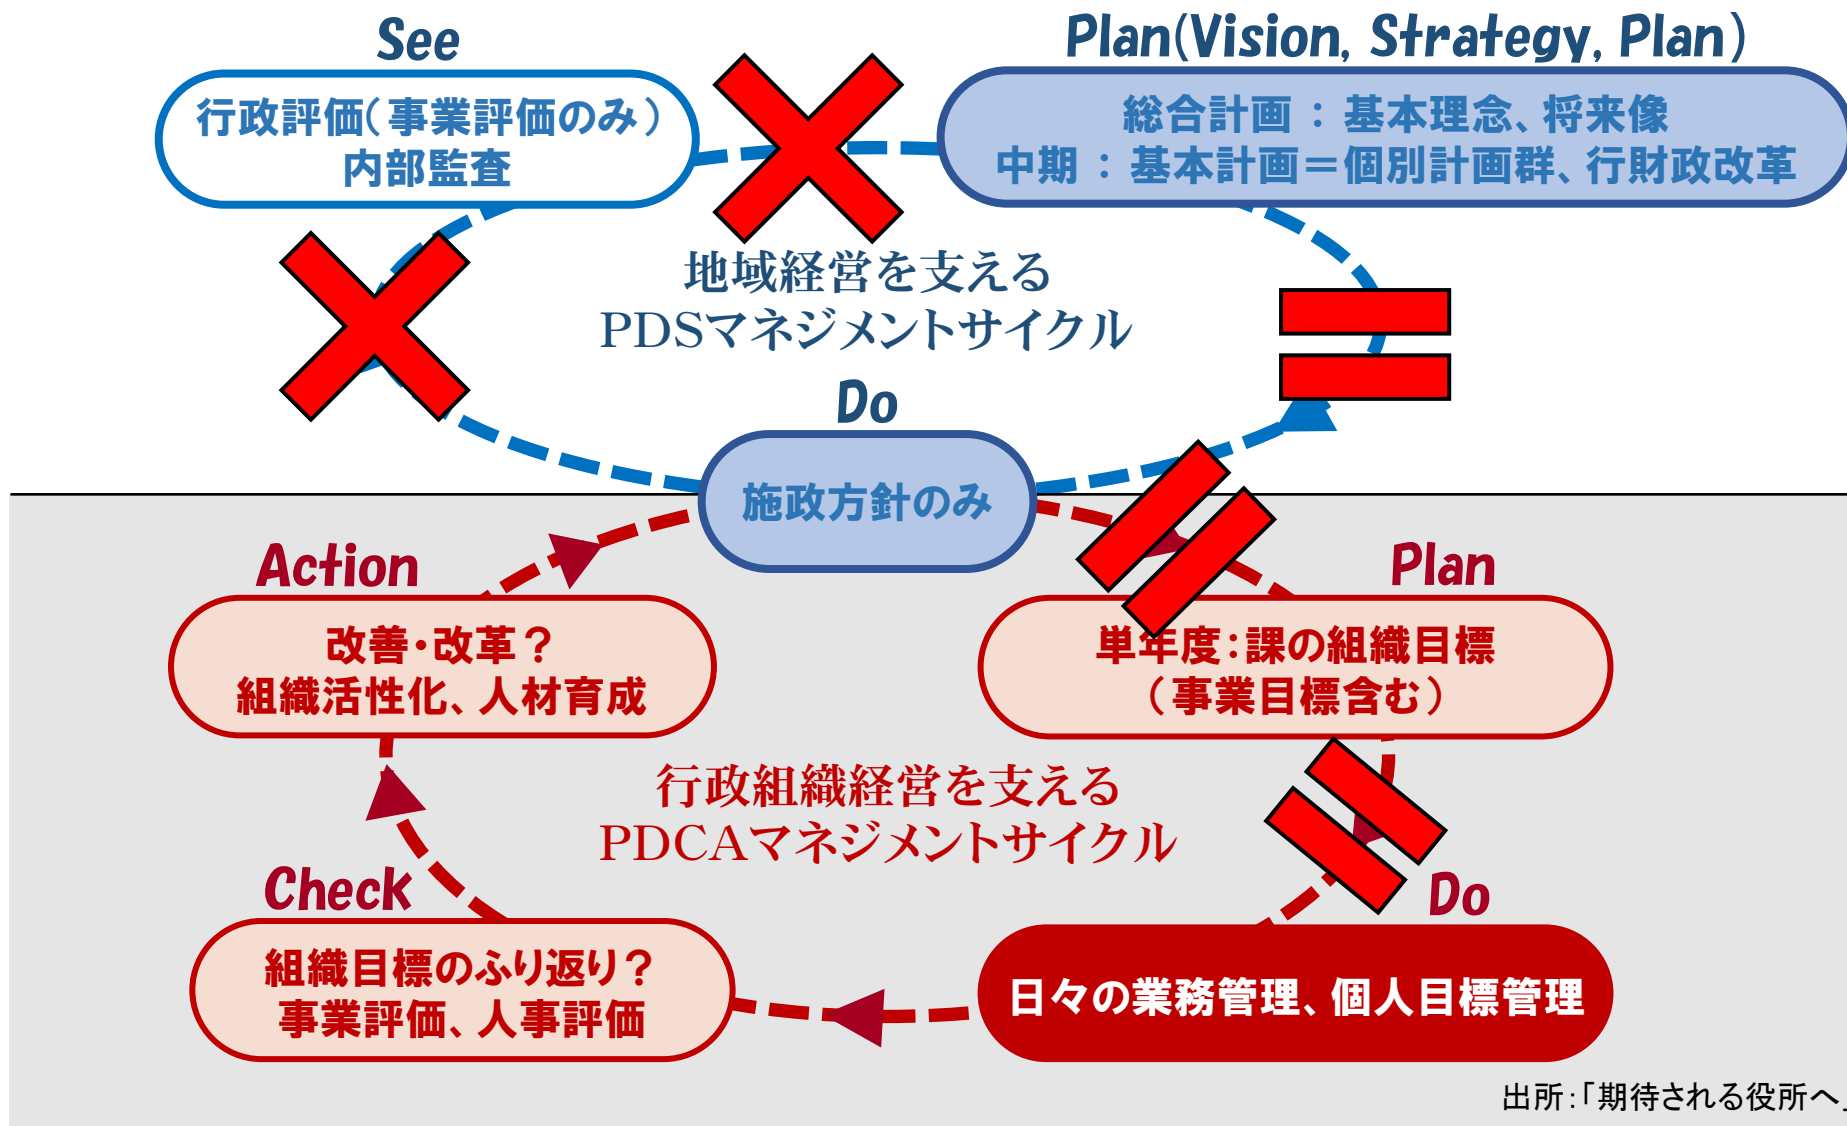 See
行政評価（事業評価のみ）
内部監査
Plan(Vision, Strategy, Plan)
総合計画：基本理念、将来像
中期：基本計画＝個別計画群、行財政改革
地域経営を支える
PDSマネジメントサイクル
Do
施政方針のみ
Action
改善・改革？
組織活性化、人材育成
Plan
単年度：課の組織目標
（事業目標含む）
行政組織経営を支える
PDCAマネジメントサイクル
Check
組織目標のふり返り？
事業評価、人事評価
Do
日々の業務管理、個人目標管理
出所：「期待される役所へ」